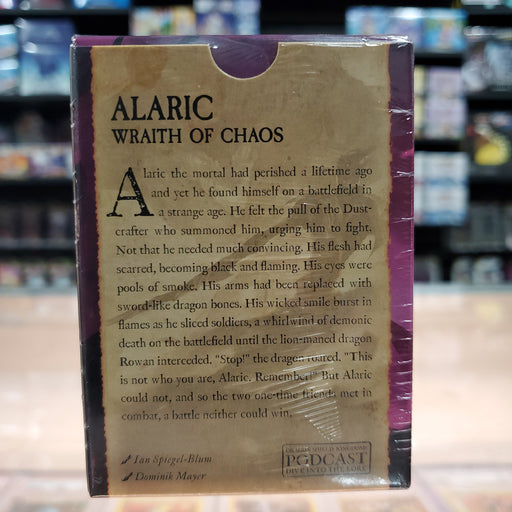 ALARIC
WRAITH OF CHAOS
Alaric the mortal had perished a lifetime ago
and yet he found himself on a battlefield in
a strange age. He felt the pull of the Dust-
crafter who summoned him, urging him to fight.
Not that he needed much convincing. His flesh had
scarred, becoming black and flaming. His eyes were
pools of smoke. His arms had been replaced with
sword-like dragon bones. His wicked smile burst in
flames as he sliced soldiers, a whirlwind of demonic
death on the battlefield until the lion-maned dragon
Rowan interceded. "Stop!" the dragon roared. "This
is not who you are, Alaric. Remember!" But Alaric
could not, and so the two one-time friends met in
combat, a battle neither could win.
Ian Spiegel-Blum
Dominik Mayer
DRAGON SHIELD KINGDOMS
PODCAST
DIVE INTO THE LORE